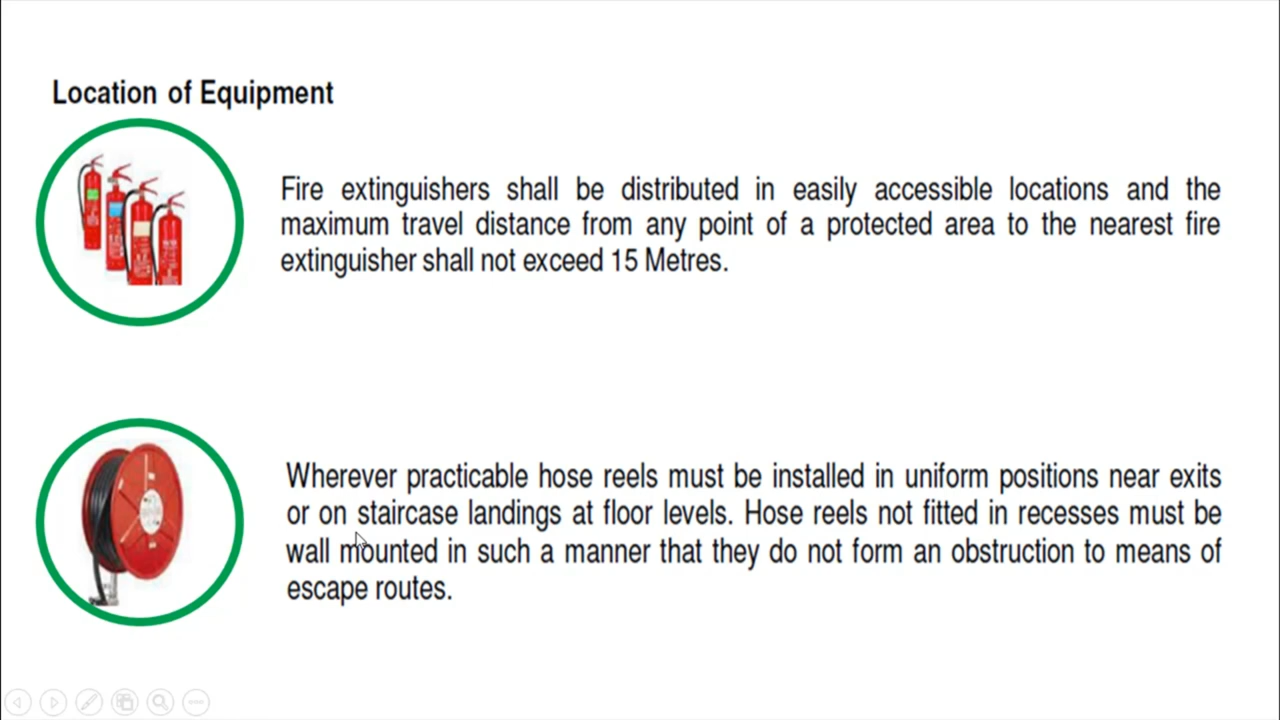 Location of Equipment
Fire extinguishers shall be distributed in easily accessible locations and the
maximum travel distance from any point of a protected area to the nearest fire
extinguisher shall not exceed 15 Metres.
Wherever practicable hose reels must be installed in uniform positions near exits
or on staircase landings at floor levels. Hose reels not fitted in recesses must be
wall mounted in such a manner that they do not form an obstruction to means of
escape routes.